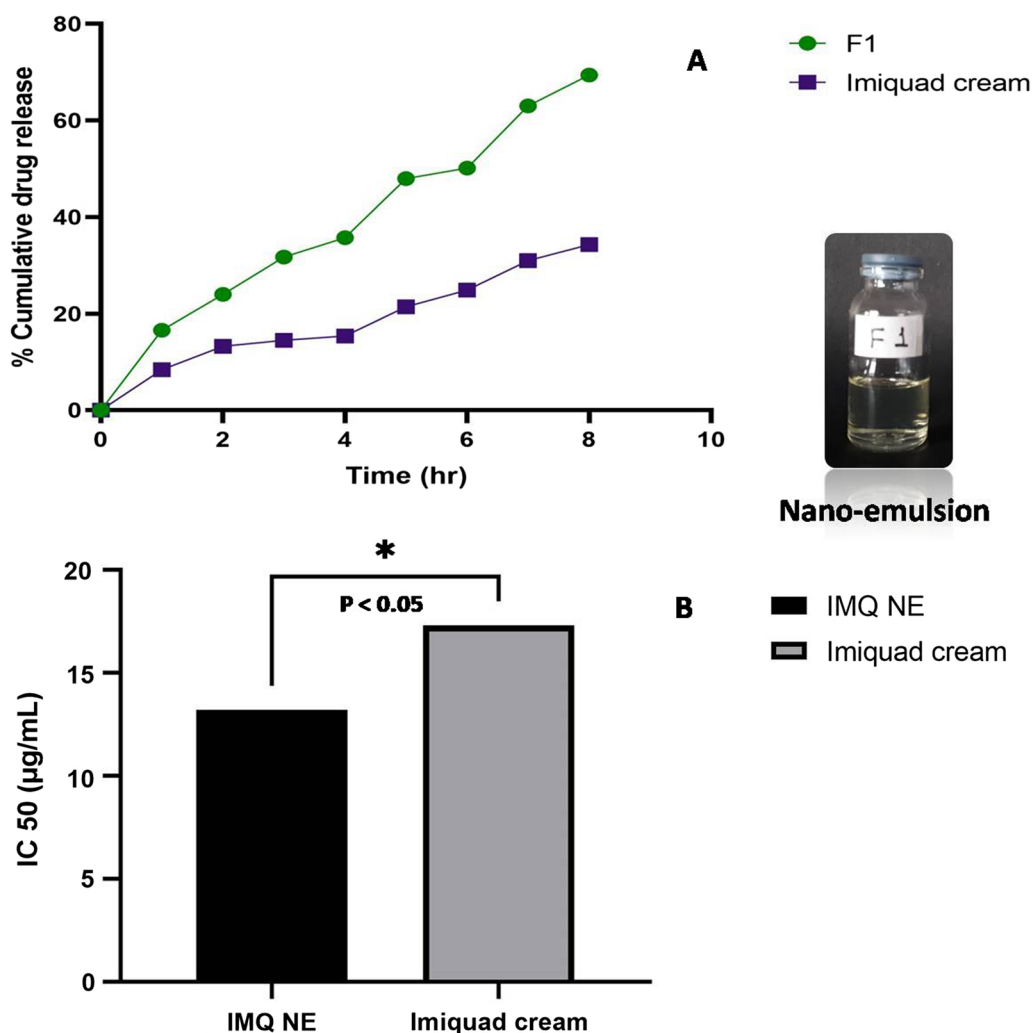 80
60
40
20
0
% Cumulative drug release
0 2 4 6 8 10
Time (hr)
A
F1
Imiquad cream
F1
Nano-emulsion
20
15
10
5
0
IC 50 (µg/mL)
*
P < 0.05
B
IMQ NE
Imiquad cream
IMQ NE Imiquad cream